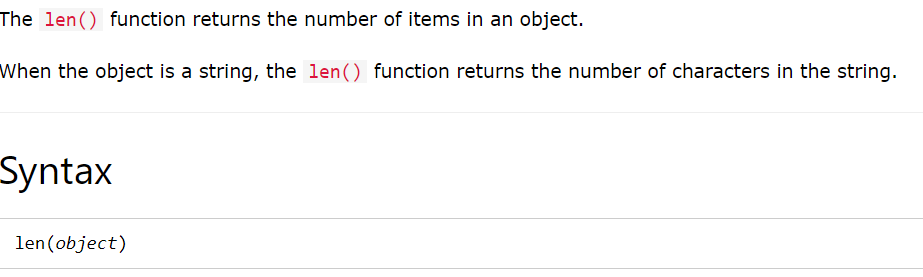 The len() function returns the number of items in an object.
When the object is a string, the len() function returns the number of characters in the string.
Syntax
len(object)